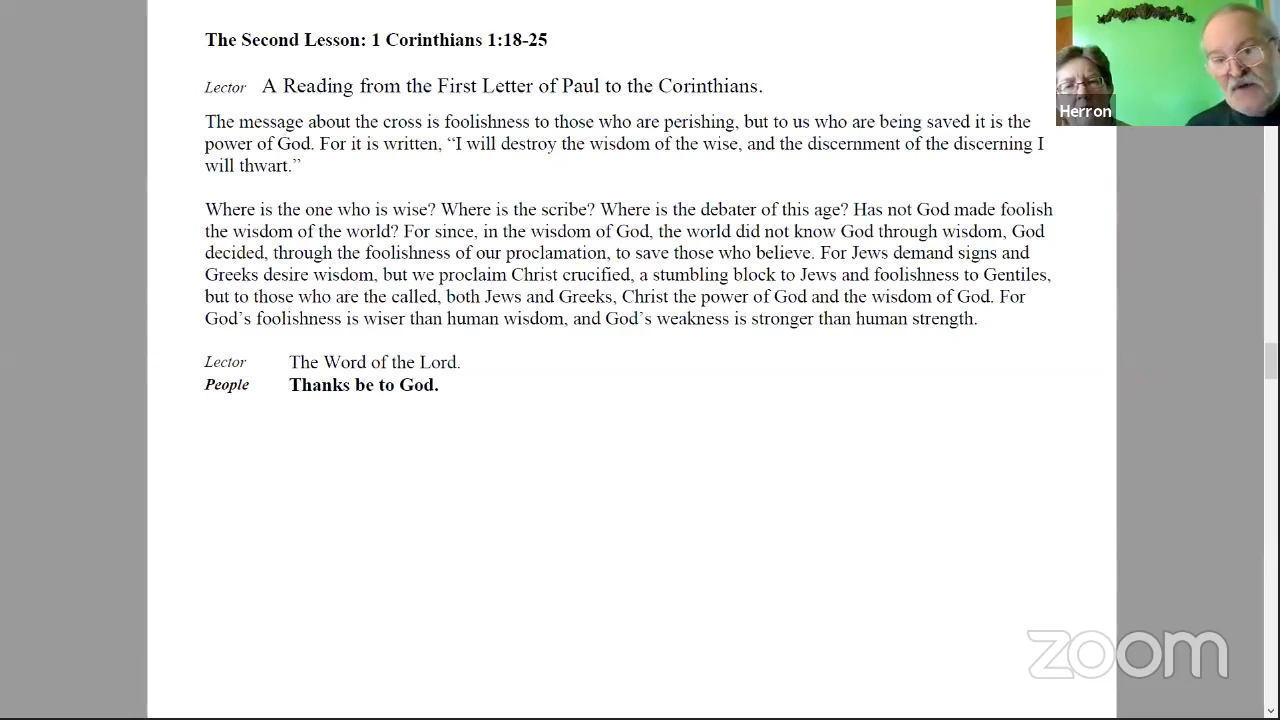 The Second Lesson: 1 Corinthians 1:18-25
Lector A Reading from the First Letter of Paul to the Corinthians.
Herron
The message about the cross is foolishness to those who are perishing, but to us who are being saved it is the
power of God. For it is written, “I will destroy the wisdom of the wise, and the discernment of the discerning I
will thwart.”
Where is the one who is wise? Where is the scribe? Where is the debater of this age? Has not God made foolish
the wisdom of the world? For since, in the wisdom of God, the world did not know God through wisdom, God
decided, through the foolishness of our proclamation, to save those who believe. For Jews demand signs and
Greeks desire wisdom, but we proclaim Christ crucified, a stumbling block to Jews and foolishness to Gentiles,
but to those who are the called, both Jews and Greeks, Christ the power of God and the wisdom of God. For
God’s foolishness is wiser than human wisdom, and God’s weakness is stronger than human strength.
Lector The Word of the Lord.
People Thanks be to God.
zoom